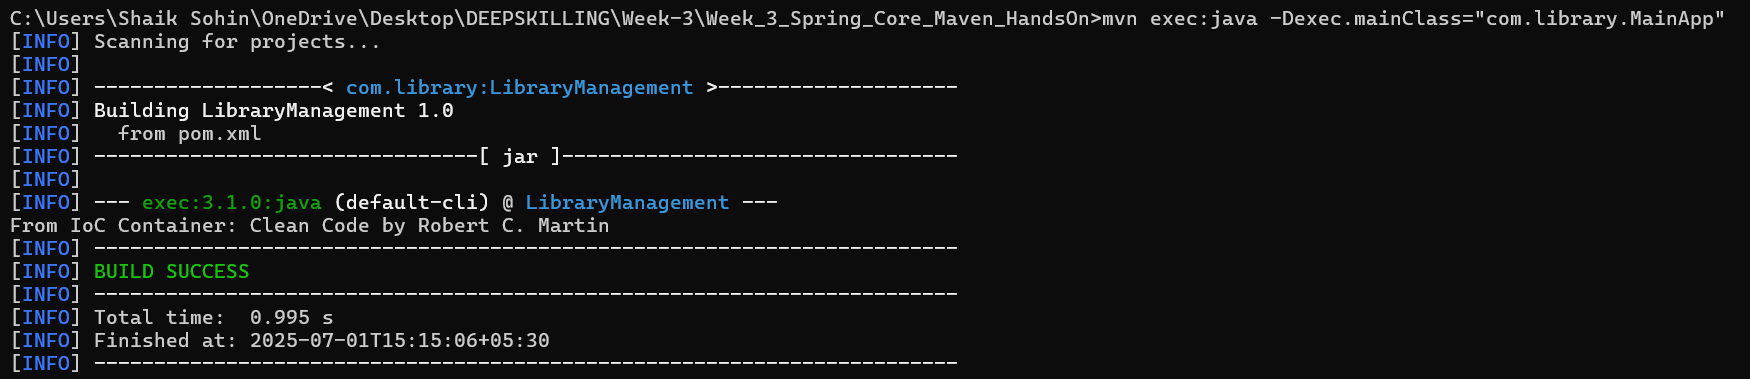 C:\Users\Shaik Sohin\OneDrive\Desktop\DEEPSKILLING\Week-3\Week_3_Spring_Core_Maven_HandsOn>mvn exec:java -Dexec.mainClass="com.library.MainApp"
[INFO] Scanning for projects...
[INFO]
[INFO] -------------------< com.library:LibraryManagement >--------------------
[INFO] Building LibraryManagement 1.0
[INFO]   from pom.xml
[INFO] --------------------------------[ jar ]---------------------------------
[INFO]
[INFO] --- exec:3.1.0:java (default-cli) @ LibraryManagement ---
From IoC Container: Clean Code by Robert C. Martin
[INFO] ------------------------------------------------------------------------
[INFO] BUILD SUCCESS
[INFO] ------------------------------------------------------------------------
[INFO] Total time:  0.995 s
[INFO] Finished at: 2025-07-01T15:15:06+05:30
[INFO] ------------------------------------------------------------------------